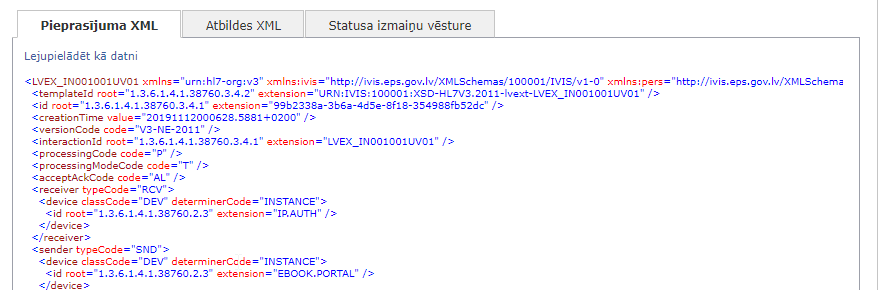 Pieprasījuma XML
Atbildes XML
Statusa izmaiņu vēsture
Lejupielādēt kā datni
<LVEX_IN001001UV01 xmlns="urn:hl7-org:v3" xmlns:ivis="http://ivis.eps.gov.lv/XMLSchemas/100001/IVIS/v1-0" xmlns:pers="http://ivis.eps.gov.lv/XMLSchema
<templateId root="1.3.6.1.4.1.38760.3.4.2" extension="URN:IVIS:100001:XSD-HL7V3.2011-lvext-LVEX_IN001001UV01" />
<id root="1.3.6.1.4.1.38760.3.4.1" extension="99b2338a-3b6a-4d5e-8f18-354988fb52dc" />
<creationTime value="20191112000628.5881+0200" />
<versionCode code="V3-NE-2011" />
<interactionId root="1.3.6.1.4.1.38760.3.4.1" extension="LVEX_IN001001UV01" />
<processingCode code="P" />
<processingModeCode code="T" />
<acceptAckCode code="AL" />
<receiver typeCode="RCV">
<device classCode="DEV" determinerCode="INSTANCE">
<id root="1.3.6.1.4.1.38760.2.3" extension="IP.AUTH" />
</device>
</receiver>
<sender typeCode="SND">
<device classCode="DEV" determinerCode="INSTANCE">
<id root="1.3.6.1.4.1.38760.2.3" extension="EBOOK.PORTAL" />
</device>